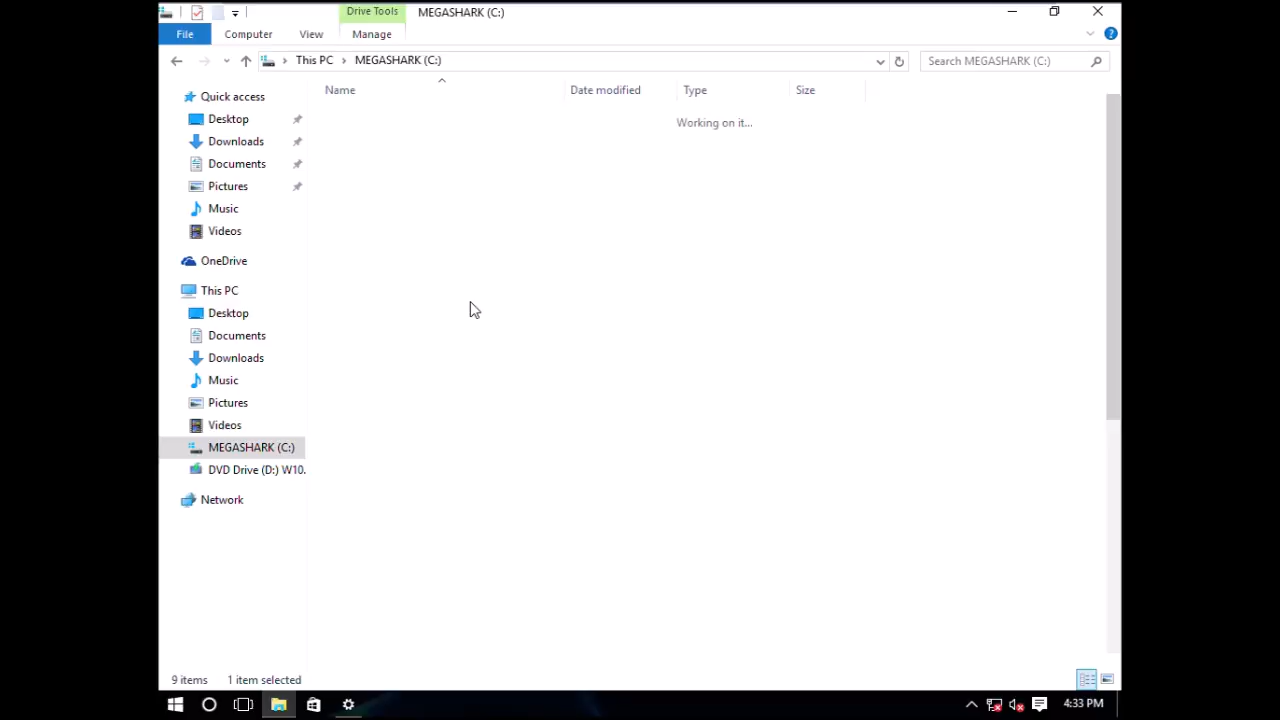 Drive Tools MEGASHARK (C:)
File Computer View Manage
This PC MEGASHARK (C:) Search MEGASHARK (C:)
Name Date modified Type Size
Working on it...
Quick access
Desktop
Downloads
Documents
Pictures
Music
Videos
OneDrive
This PC
Desktop
Documents
Downloads
Music
Pictures
Videos
MEGASHARK (C:)
DVD Drive (D:) W10.
Network
9 items 1 item selected
4:33 PM